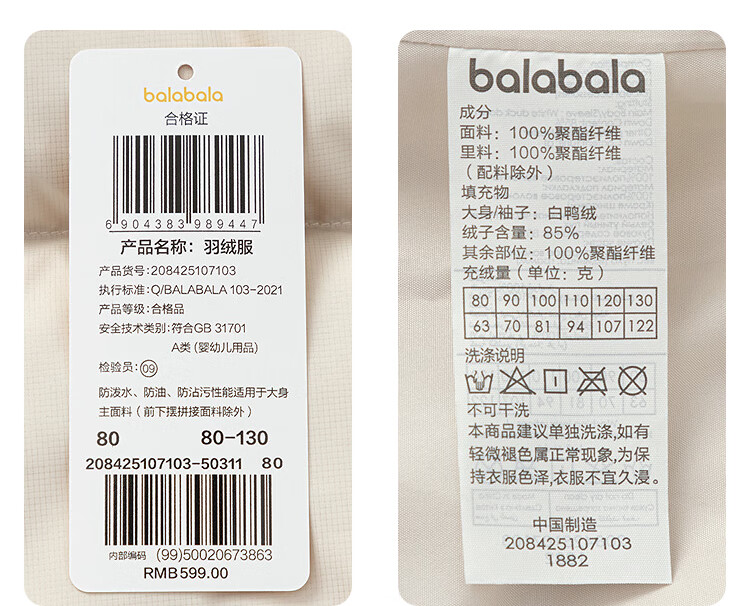 balabala
合格证
6 904383 989447
产品名称：羽绒服
产品货号:208425107103
执行标准:Q/BALABALA 103-2021
产品等级:合格品
安全技术类别:符合GB 31701
A类 (婴幼儿用品)
检验员:09
防泼水、防油、防沾污性能适用于大身
主面料（前下摆拼接面料除外）
80 80-130
208425107103-50311 80
内部编码 (99)50020673863
RMB599.00
balabala
成分
面料：100%聚酯纤维
里料：100%聚酯纤维
（配料除外）
填充物
大身/袖子：白鸭绒
绒子含量：85%
其余部位：100%聚酯纤维
充绒量（单位：克）
80 90 100 110 120 130
63 70 81 94 107 122
洗涤说明
不可干洗
本商品建议单独洗涤,如有
轻微褪色属正常现象,为保
持衣服色泽,衣服不宜久浸。
中国制造
208425107103
1882